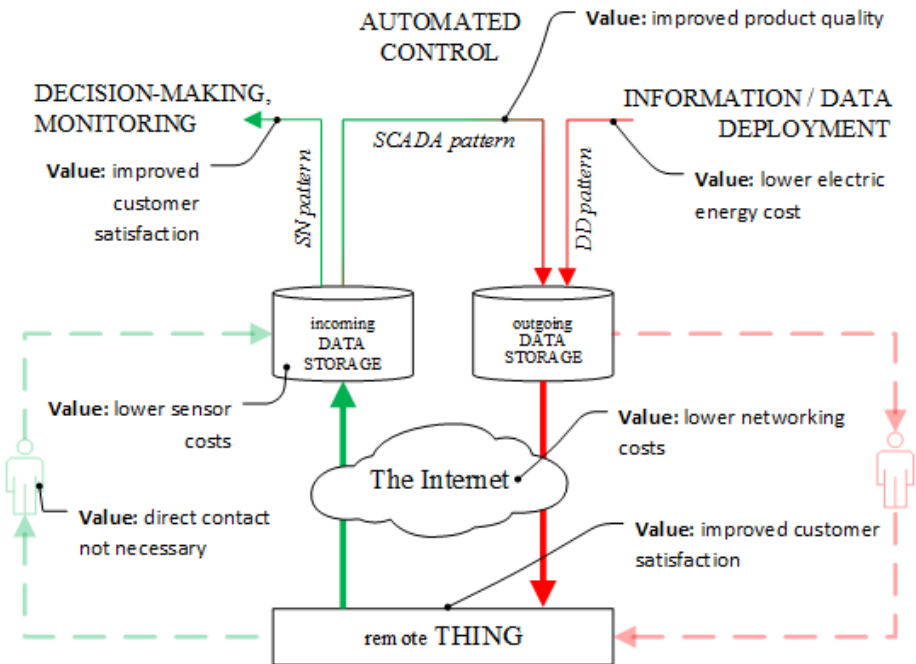 AUTOMATED
CONTROL
Value: improved product quality
DECISION-MAKING,
MONITORING
INFORMATION / DATA
DEPLOYMENT
SCADA pattern
Value: improved
customer
satisfaction
SN pattern
DD pattern
Value: lower electric
energy cost
incoming
DATA
STORAGE
outgoing
DATA
STORAGE
Value: lower sensor
costs
Value: lower networking
costs
The Internet
Value: direct contact
not necessary
Value: improved customer
satisfaction
remote THING